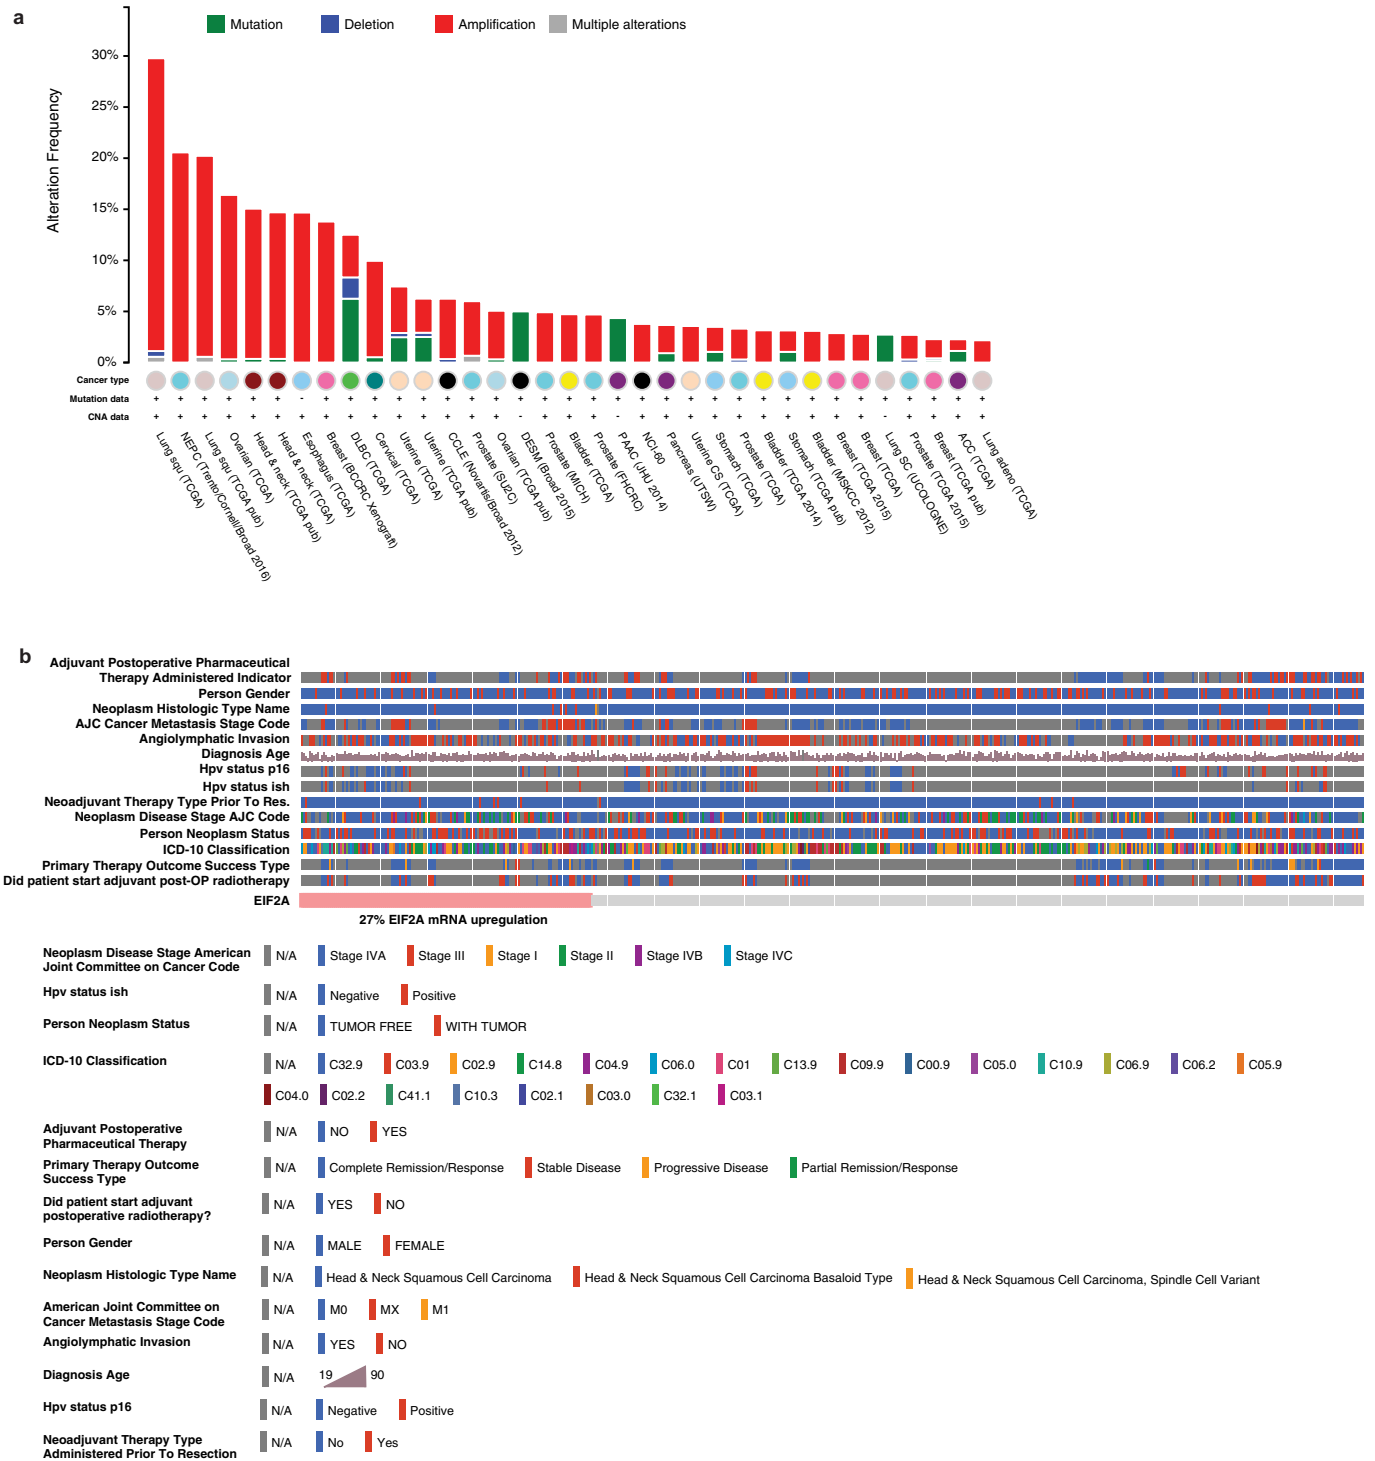 a
Mutation Deletion Amplification Multiple alterations
Alteration Frequency
30%
25%
20%
15%
10%
5%
0%
Cancer type
Mutation data + + + + + + - + + + + + + + + + + + + + + + + + + + + + + + + + + + +
CNA data + + + + + + + + + + + + + + + - + + + - + + + + + + + + + + - + + + +
Lung squ (TCGA)
NEPC (Trento/Cornell/Broad 2016)
Lung squ (TCGA pub)
Ovarian (TCGA)
Head & neck (TCGA pub)
Head & neck (TCGA)
Esophagus (TCGA)
Breast (BCCRC Xenograft)
DLBC (TCGA)
Cervical (TCGA)
Uterine (TCGA)
Uterine (TCGA pub)
CCLE (Novartis/Broad 2012)
Prostate (SU2C)
Ovarian (TCGA pub)
DESM (Broad 2015)
Prostate (MICH)
Bladder (TCGA)
Prostate (FHCRC)
PAAC (JHU 2014)
NCI-60
Pancreas (UTSW)
Uterine CS (TCGA)
Stomach (TCGA)
Prostate (TCGA)
Bladder (TCGA 2014)
Stomach (TCGA pub)
Bladder (MSKCC 2012)
Breast (TCGA 2015)
Breast (TCGA)
Lung SC (UCOLOGNE)
Prostate (TCGA 2015)
Breast (TCGA pub)
ACC (TCGA)
Lung adeno (TCGA)
b
Adjuvant Postoperative Pharmaceutical
Therapy Administered Indicator
Person Gender
Neoplasm Histologic Type Name
AJC Cancer Metastasis Stage Code
Angiolymphatic Invasion
Diagnosis Age
Hpv status p16
Hpv status ish
Neoadjuvant Therapy Type Prior To Res.
Neoplasm Disease Stage AJC Code
Person Neoplasm Status
ICD-10 Classification
Primary Therapy Outcome Success Type
Did patient start adjuvant post-OP radiotherapy
EIF2A
27% EIF2A mRNA upregulation
Neoplasm Disease Stage American
Joint Committee on Cancer Code
N/A Stage IVA Stage III Stage I Stage II Stage IVB Stage IVC
Hpv status ish
N/A Negative Positive
Person Neoplasm Status
N/A TUMOR FREE WITH TUMOR
ICD-10 Classification
N/A C32.9 C03.9 C02.9 C14.8 C04.9 C06.0 C01 C13.9 C09.9 C00.9 C05.0 C10.9 C06.9 C06.2 C05.9
C04.0 C02.2 C41.1 C10.3 C02.1 C03.0 C32.1 C03.1
Adjuvant Postoperative
Pharmaceutical Therapy
N/A NO YES
Primary Therapy Outcome
Success Type
N/A Complete Remission/Response Stable Disease Progressive Disease Partial Remission/Response
Did patient start adjuvant
postoperative radiotherapy?
N/A YES NO
Person Gender
N/A MALE FEMALE
Neoplasm Histologic Type Name
N/A Head & Neck Squamous Cell Carcinoma Head & Neck Squamous Cell Carcinoma Basaloid Type Head & Neck Squamous Cell Carcinoma, Spindle Cell Variant
American Joint Committee on
Cancer Metastasis Stage Code
N/A M0 MX M1
Angiolymphatic Invasion
N/A YES NO
Diagnosis Age
N/A 19 90
Hpv status p16
N/A Negative Positive
Neoadjuvant Therapy Type
Administered Prior To Resection
N/A No Yes